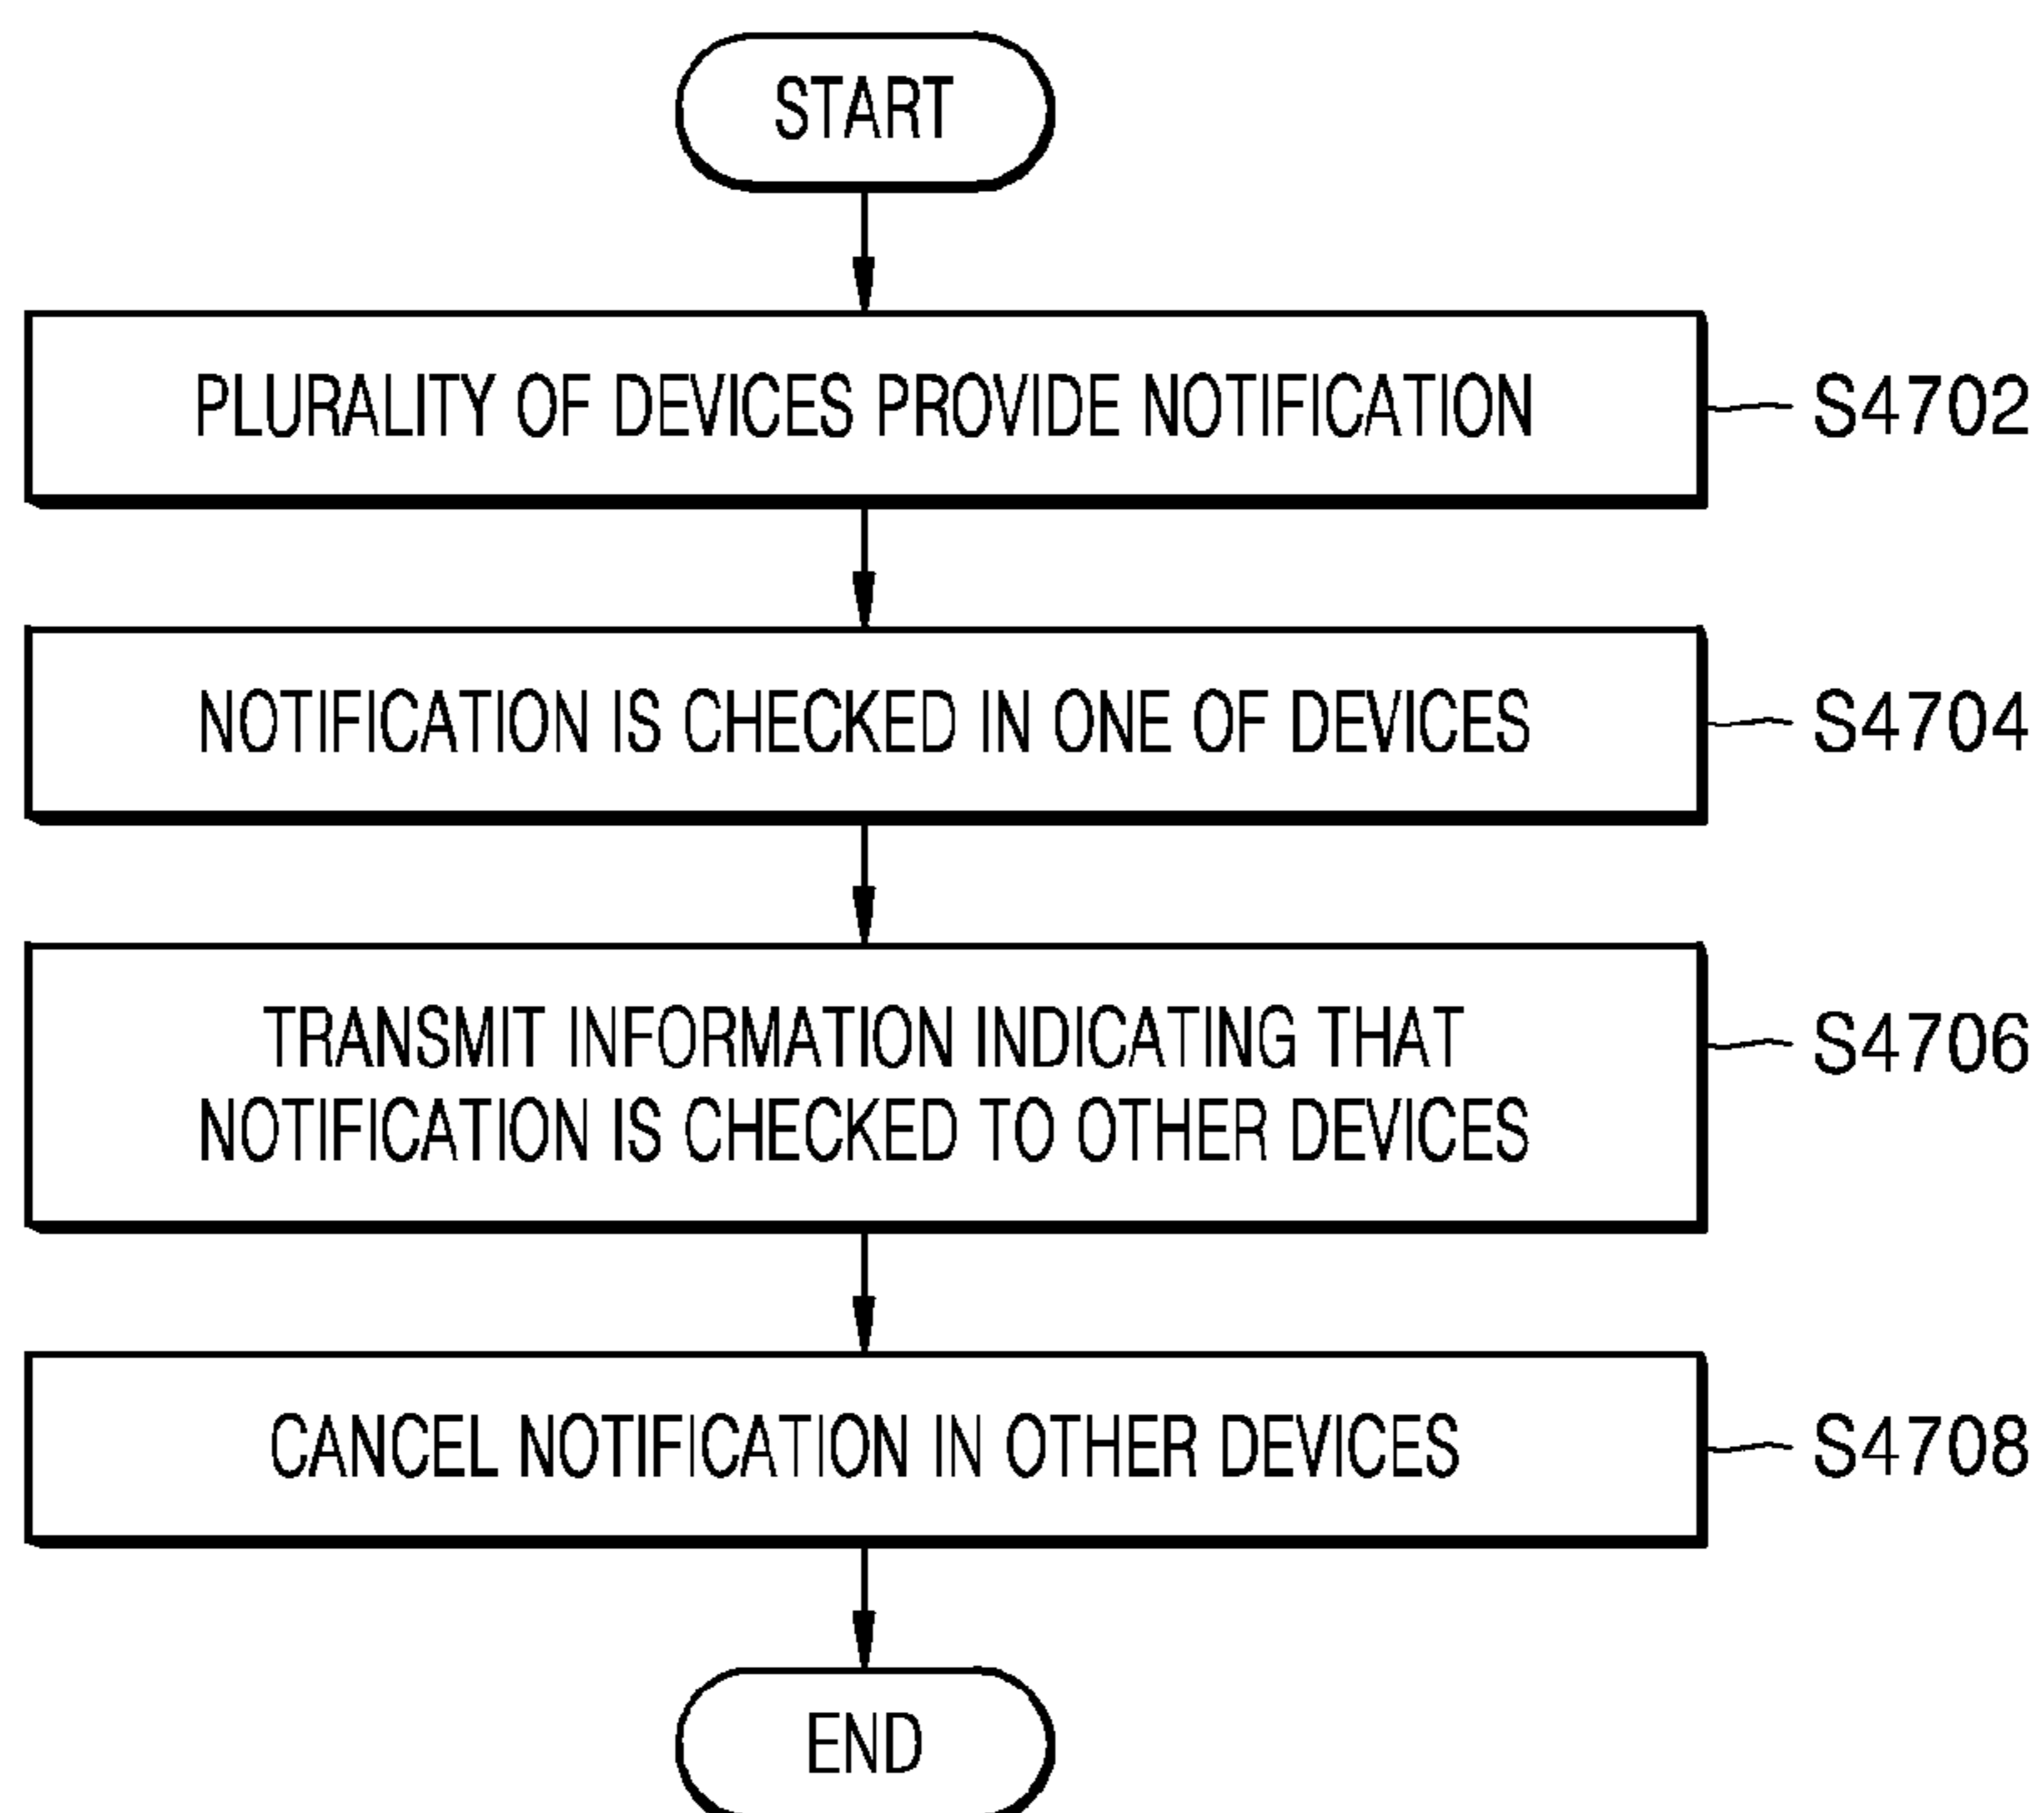 START
PLURALITY OF DEVICES PROVIDE NOTIFICATION
S4702
NOTIFICATION IS CHECKED IN ONE OF DEVICES
S4704
TRANSMIT INFORMATION INDICATING THAT
NOTIFICATION IS CHECKED TO OTHER DEVICES
S4706
CANCEL NOTIFICATION IN OTHER DEVICES
S4708
END